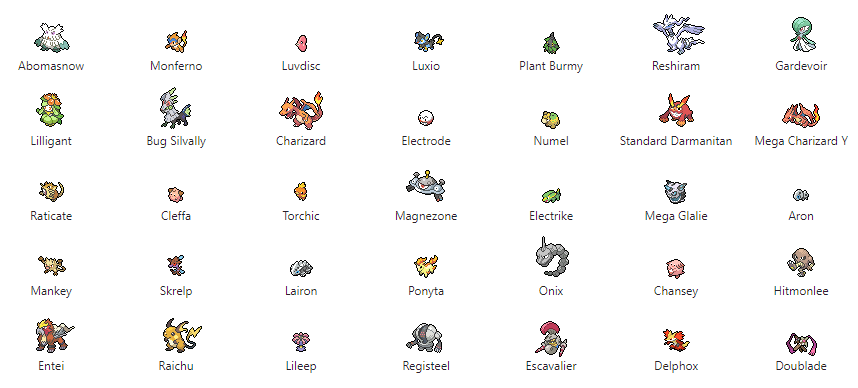 Abomasnow Monferno Luvdisc Luxio Plant Burmy Reshiram Gardevoir
Lilligant Bug Silvally Charizard Electrode Numel Standard Darmanitan Mega Charizard Y
Raticate Cleffa Torchic Magnezone Electrike Mega Glalie Aron
Mankey Skrelp Lairon Ponyta Onix Chansey Hitmonlee
Entei Raichu Lileep Registeel Escavalier Delphox Doublade